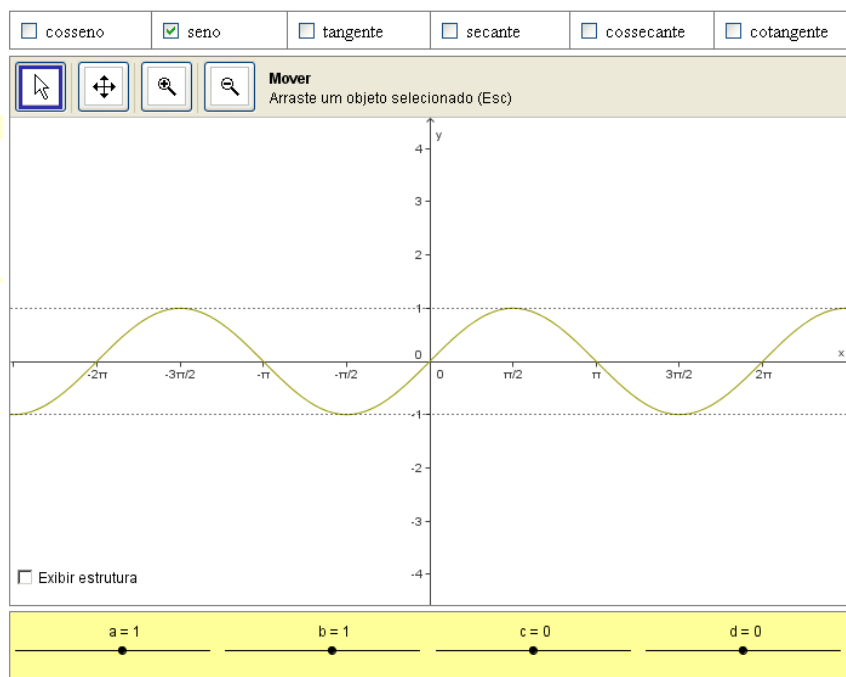 cosseno seno tangente secante cossecante cotangente
Mover
Arraste um objeto selecionado (Esc)
y
4
3
2
1
0 x
-2π -3π/2 -π -π/2 0 π/2 π 3π/2 2π
-1
-2
-3
-4
Exibir estrutura
a = 1 b = 1 c = 0 d = 0